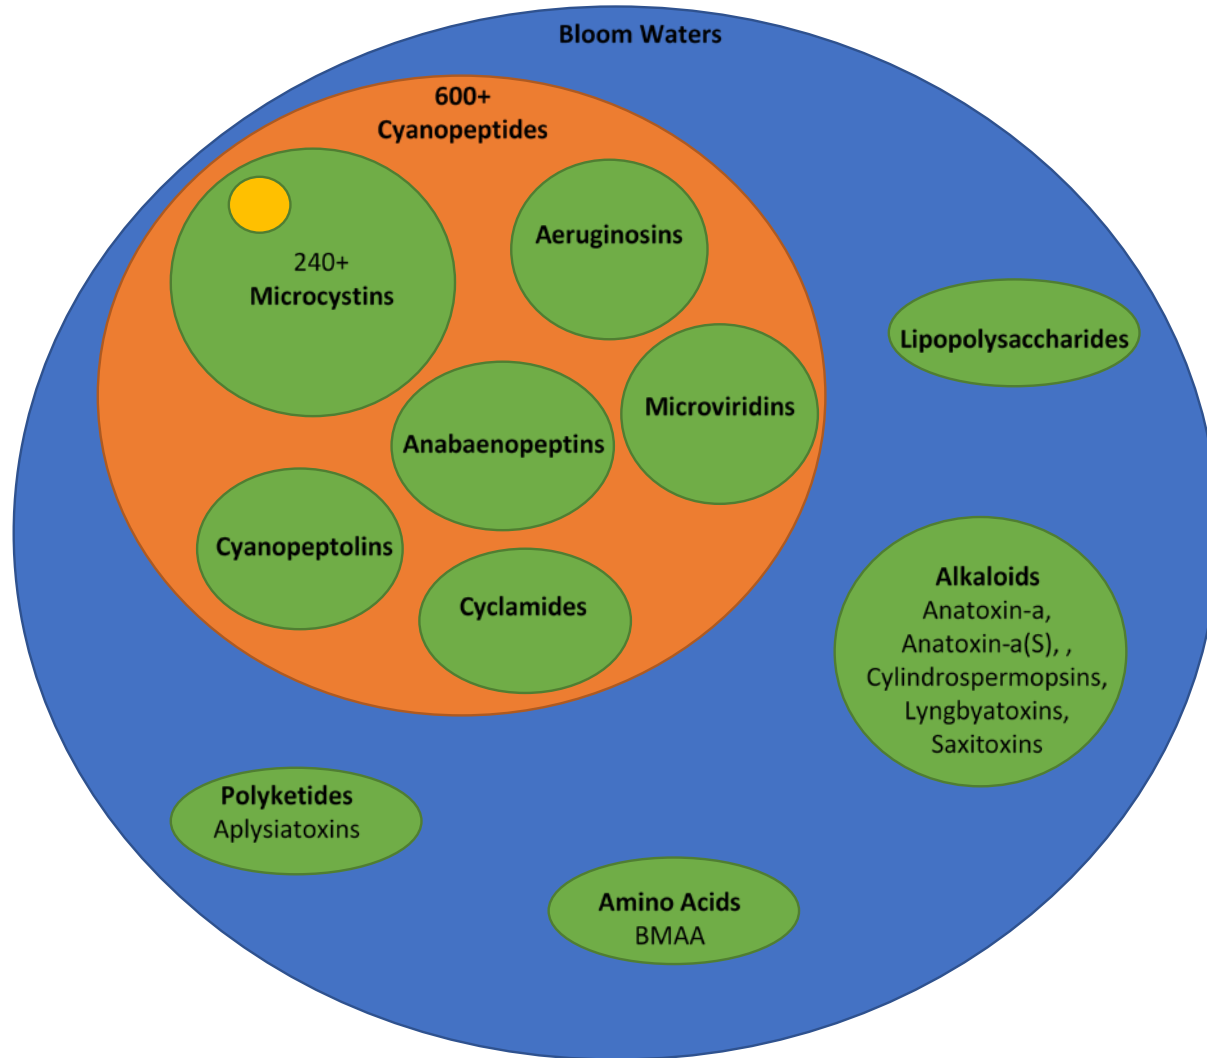 Bloom Waters
600+
Cyanopeptides
240+
Microcystins
Aeruginosins
Microviridins
Anabaenopeptins
Cyanopeptolins
Cyclamides
Lipopolysaccharides
Alkaloids
Anatoxin-a,
Anatoxin-a(S), ,
Cylindrospermopsins,
Lyngbyatoxins,
Saxitoxins
Polyketides
Aplysiatoxins
Amino Acids
BMAA